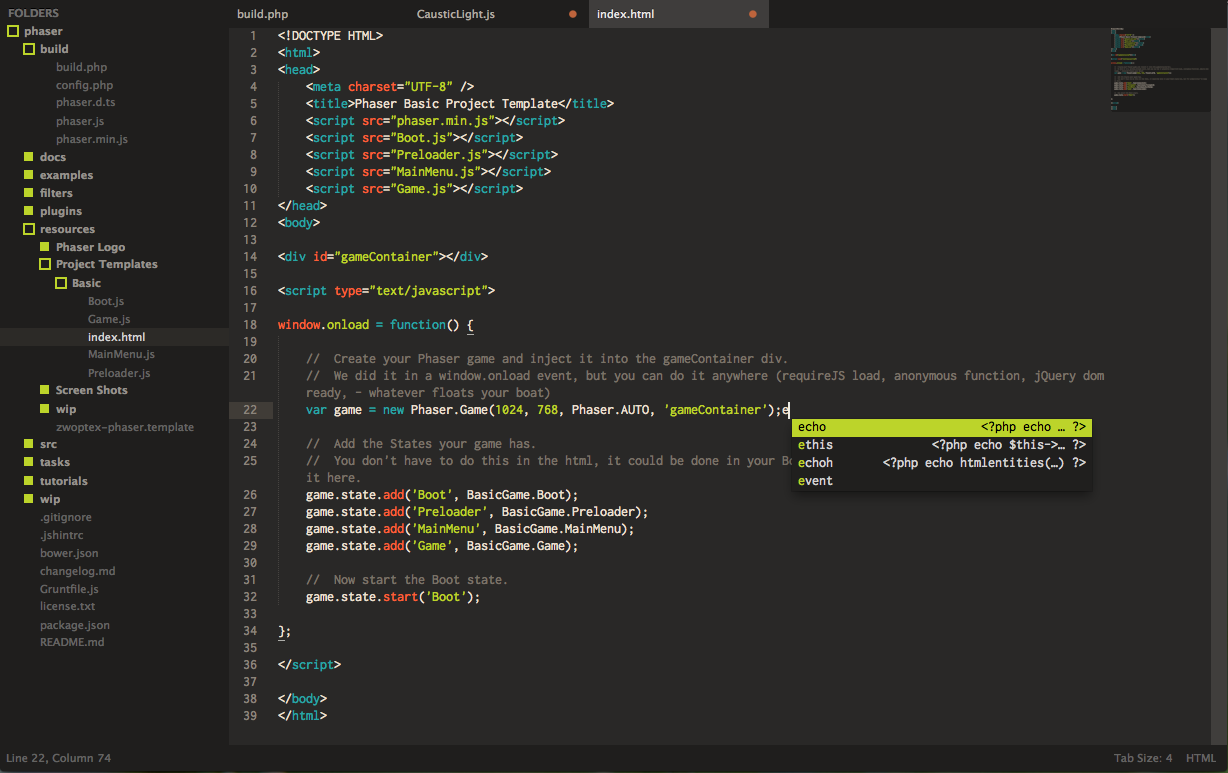 FOLDERS
phaser
build
build.php
config.php
phaser.d.ts
phaser.js
phaser.min.js
docs
examples
filters
plugins
resources
Phaser Logo
Project Templates
Basic
Boot.js
Game.js
index.html
MainMenu.js
Preloader.js
Screen Shots
wip
zwoptex-phaser.template
src
tasks
tutorials
wip
.gitignore
.jshintrc
bower.json
changelog.md
Gruntfile.js
license.txt
package.json
README.md
build.php CausticLight.js index.html
1 <!DOCTYPE HTML>
2 <html>
3 <head>
4 <meta charset="UTF-8" />
5 <title>Phaser Basic Project Template</title>
6 <script src="phaser.min.js"></script>
7 <script src="Boot.js"></script>
8 <script src="Preloader.js"></script>
9 <script src="MainMenu.js"></script>
10 <script src="Game.js"></script>
11 </head>
12 <body>
13
14 <div id="gameContainer"></div>
15
16 <script type="text/javascript">
17
18 window.onload = function() {
19
20 // Create your Phaser game and inject it into the gameContainer div.
21 // We did it in a window.onload event, but you can do it anywhere (requireJS load, anonymous function, jQuery dom
ready, - whatever floats your boat)
22 var game = new Phaser.Game(1024, 768, Phaser.AUTO, 'gameContainer');e
23
24 // Add the States your game has.
25 // You don't have to do this in the html, it could be done in your Bo
it here.
26 game.state.add('Boot', BasicGame.Boot);
27 game.state.add('Preloader', BasicGame.Preloader);
28 game.state.add('MainMenu', BasicGame.MainMenu);
29 game.state.add('Game', BasicGame.Game);
30
31 // Now start the Boot state.
32 game.state.start('Boot');
33
34 };
35
36 </script>
37
38 </body>
39 </html>
echo <?php echo … ?>
ethis <?php echo $this->… ?>
echoh <?php echo htmlentities(…) ?>
event
Line 22, Column 74 Tab Size: 4 HTML